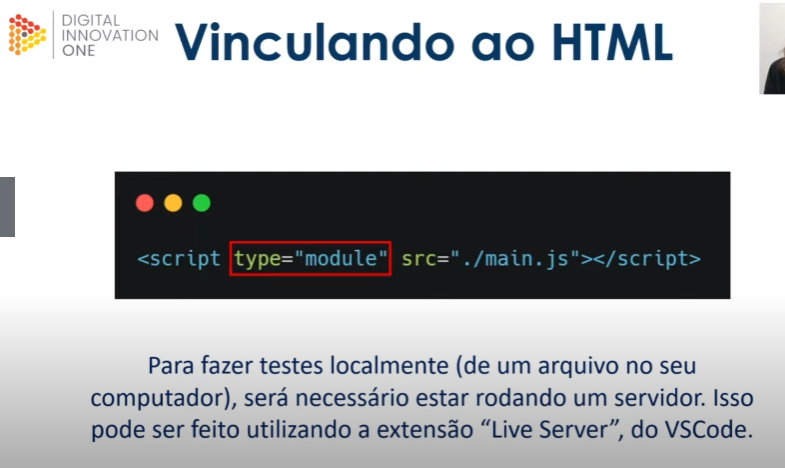 DIGITAL
INNOVATION
ONE
Vinculando ao HTML
<script type="module" src="./main.js"></script>
Para fazer testes localmente (de um arquivo no seu
computador), será necessário estar rodando um servidor. Isso
pode ser feito utilizando a extensão “Live Server”, do VSCode.